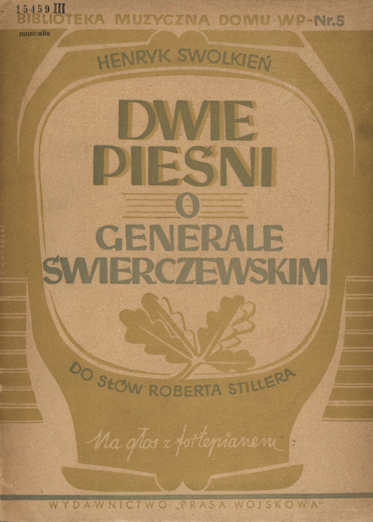 15459 III
musicalia
BIBLIOTEKA MUZYCZNA DOMU WP-Nr.5
HENRYK SWOLKIEŃ
DWIE
PIEŚNI
O
GENERALE
ŚWIERCZEWSKIM
DO SŁÓW ROBERTA STILLERA
Na głos z fortepianem
WYDAWNICTWO „PRASA WOJSKOWA"